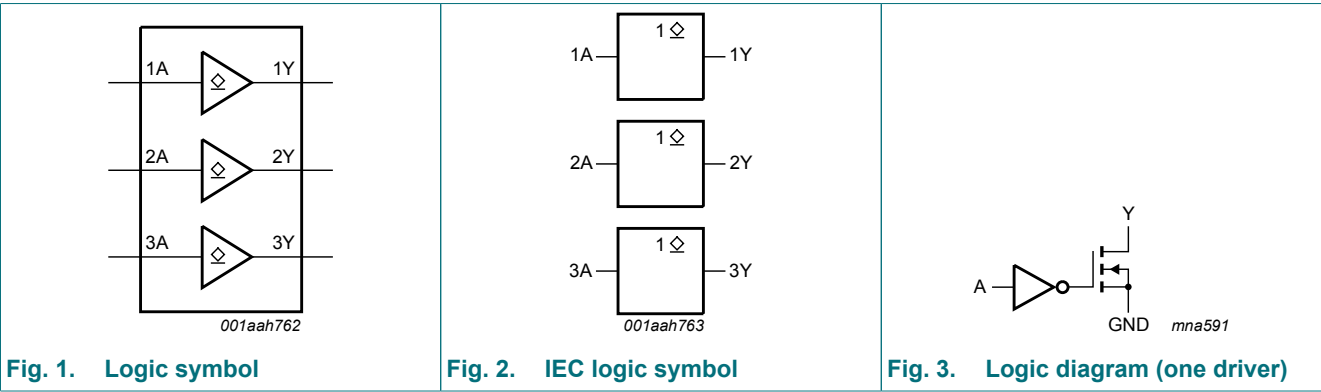 1A 1Y
2A 2Y
3A 3Y
001aah762
Fig. 1. Logic symbol
1
1A 1Y
1
2A 2Y
1
3A 3Y
001aah763
Fig. 2. IEC logic symbol
Y
A
GND mna591
Fig. 3. Logic diagram (one driver)